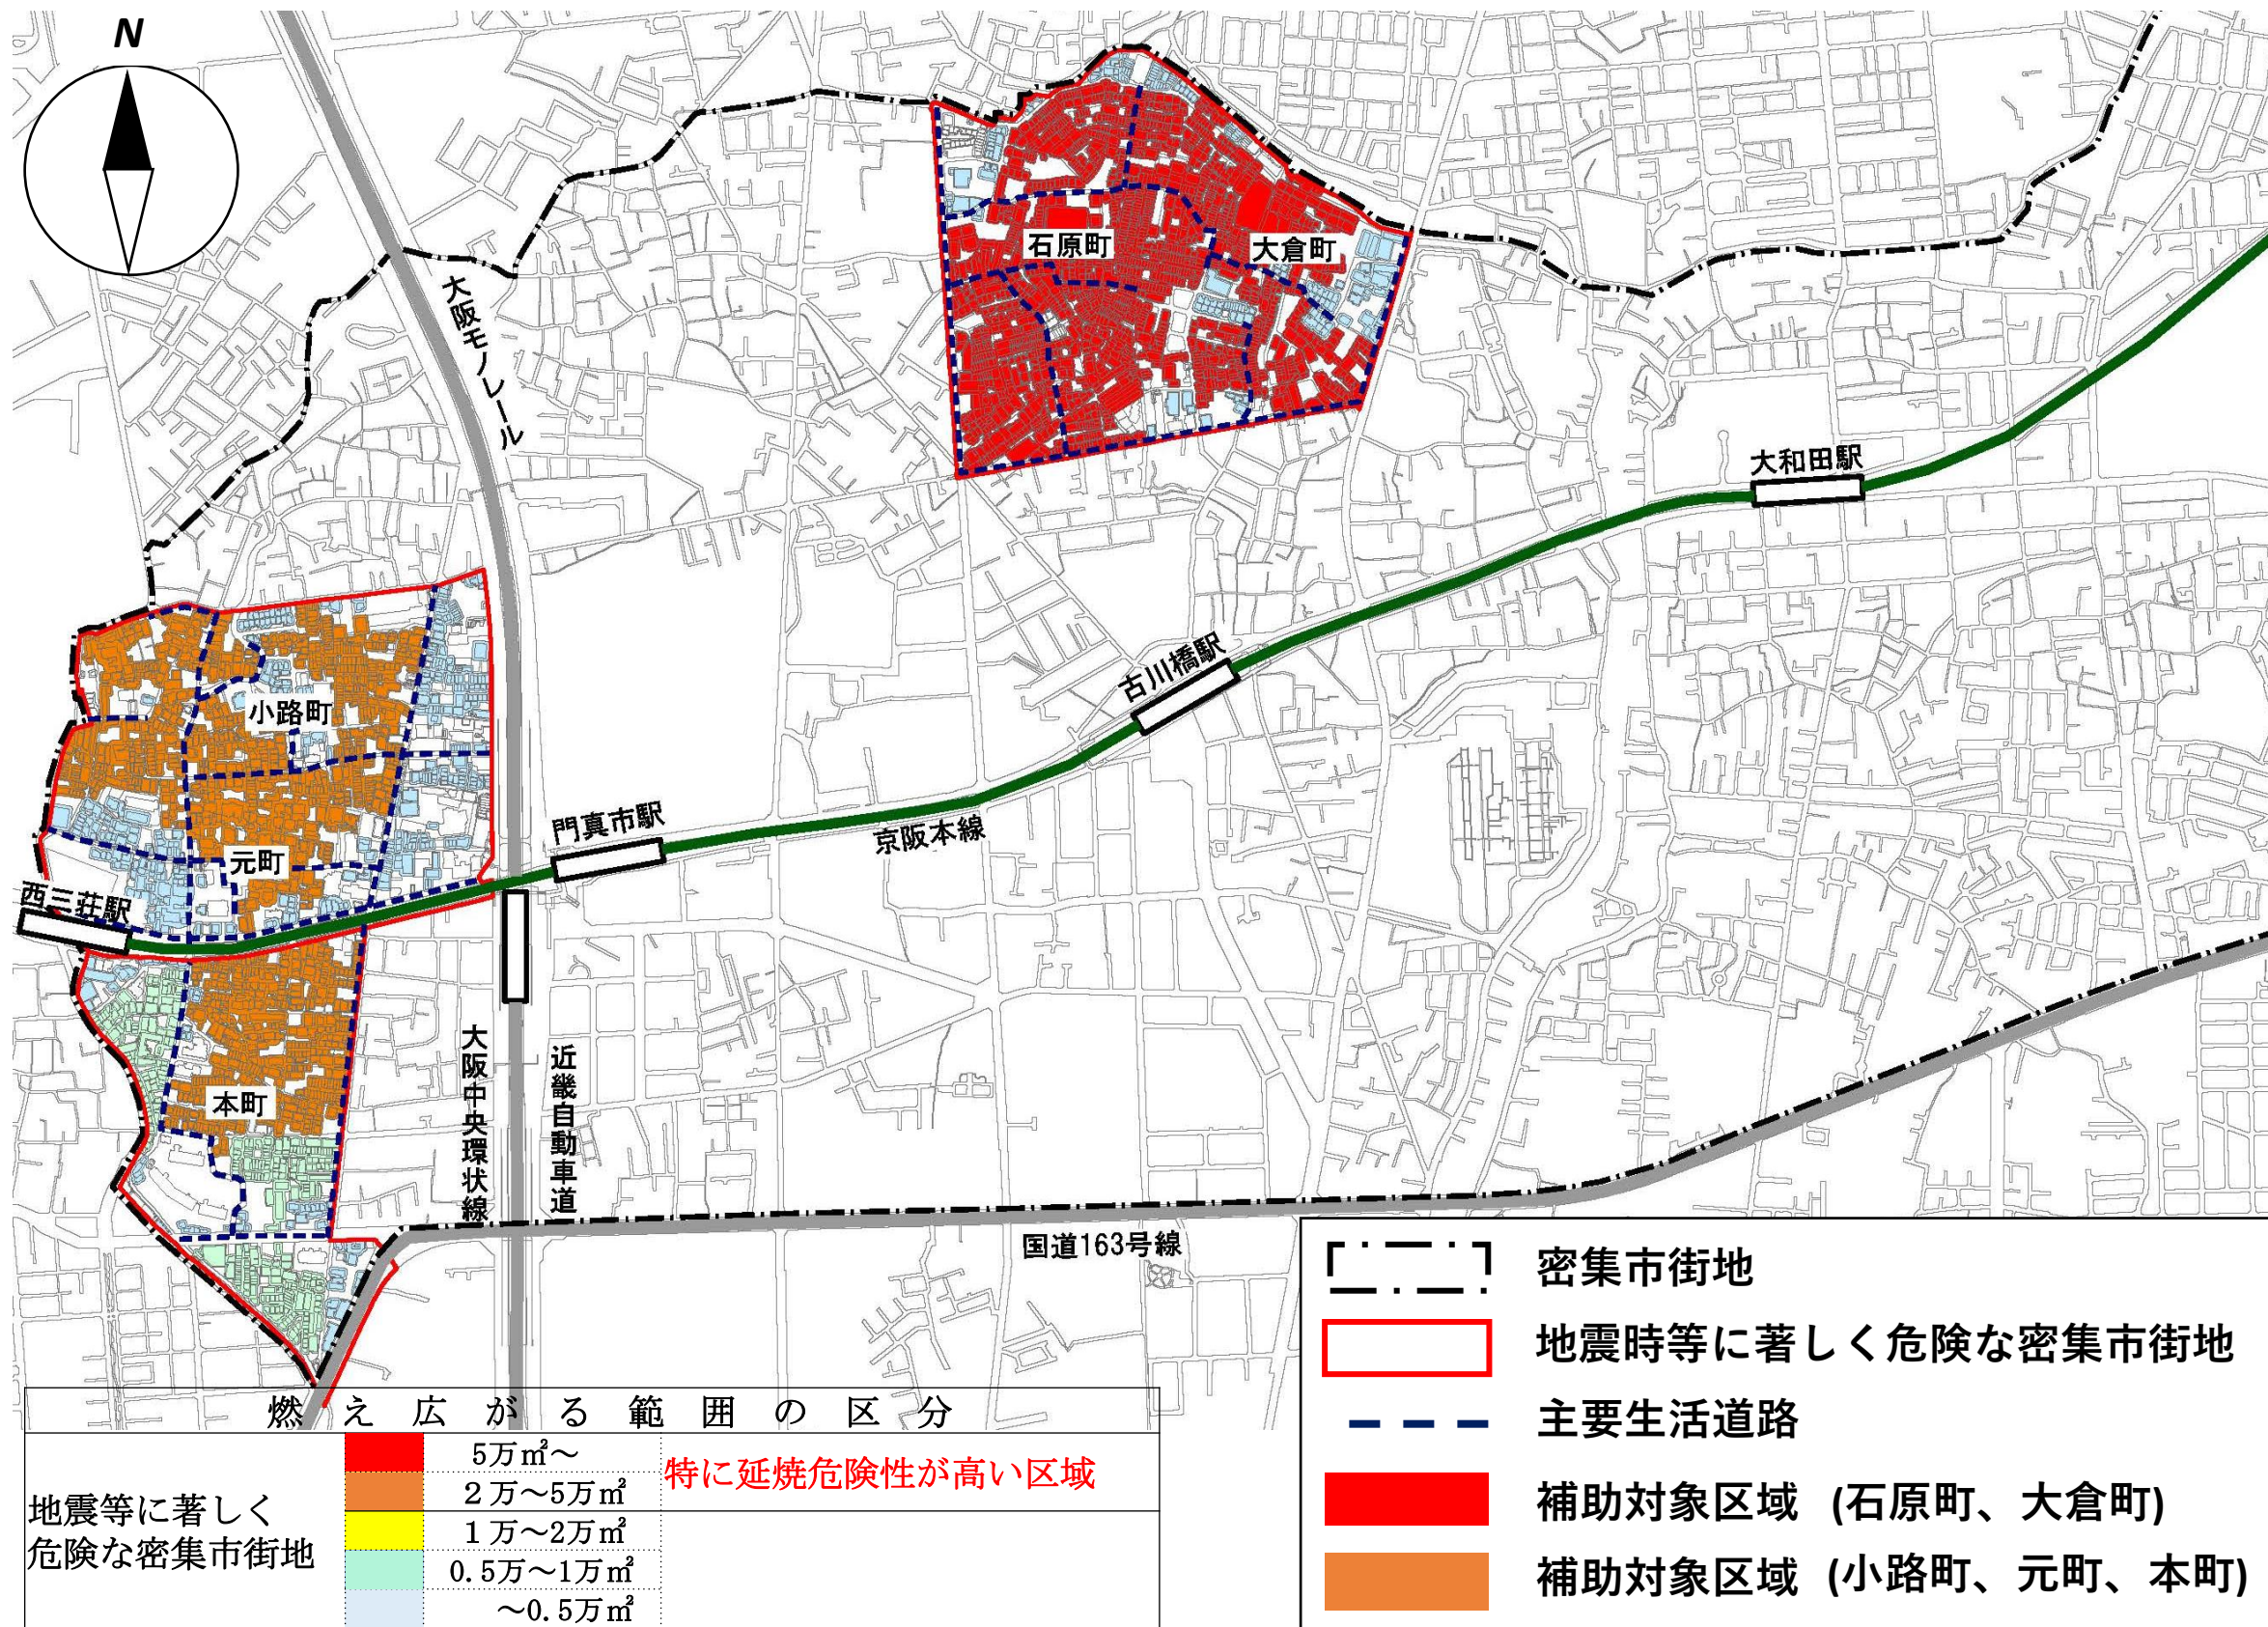 N
大阪モノレール
石原町
大倉町
大和田駅
古川橋駅
小路町
門真市駅
京阪本線
元町
西三荘駅
本町
大阪中央環状線
近畿自動車道
国道163号線
密集市街地
地震時等に著しく危険な密集市街地
主要生活道路
補助対象区域 (石原町、大倉町)
補助対象区域 (小路町、元町、本町)
燃え広がる範囲の区分
地震等に著しく
危険な密集市街地
5万㎡～
２万～5万㎡
特に延焼危険性が高い区域
１万～2万㎡
0.5万～1万㎡
～0.5万㎡